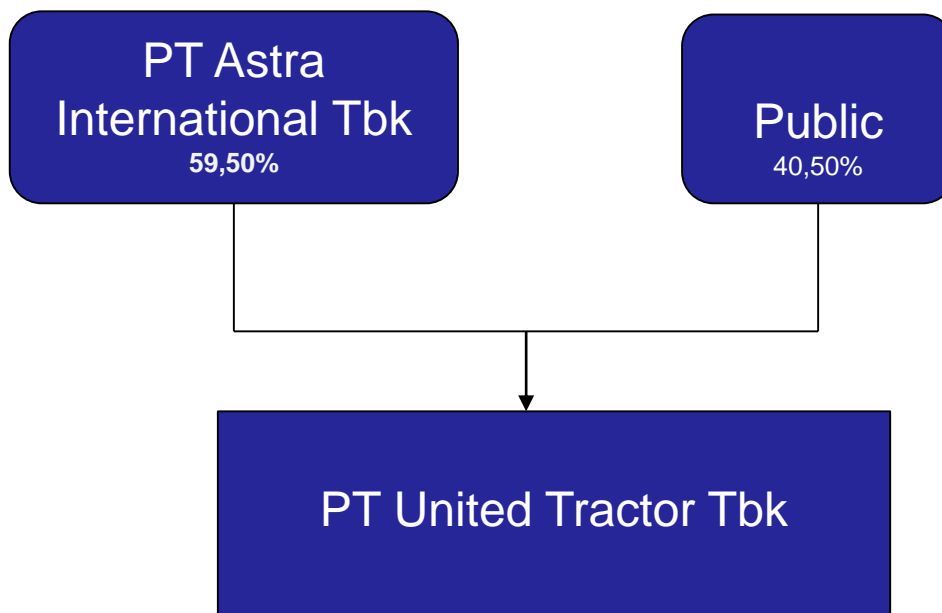 PT Astra
International Tbk
59,50%
Public
40,50%
PT United Tractor Tbk